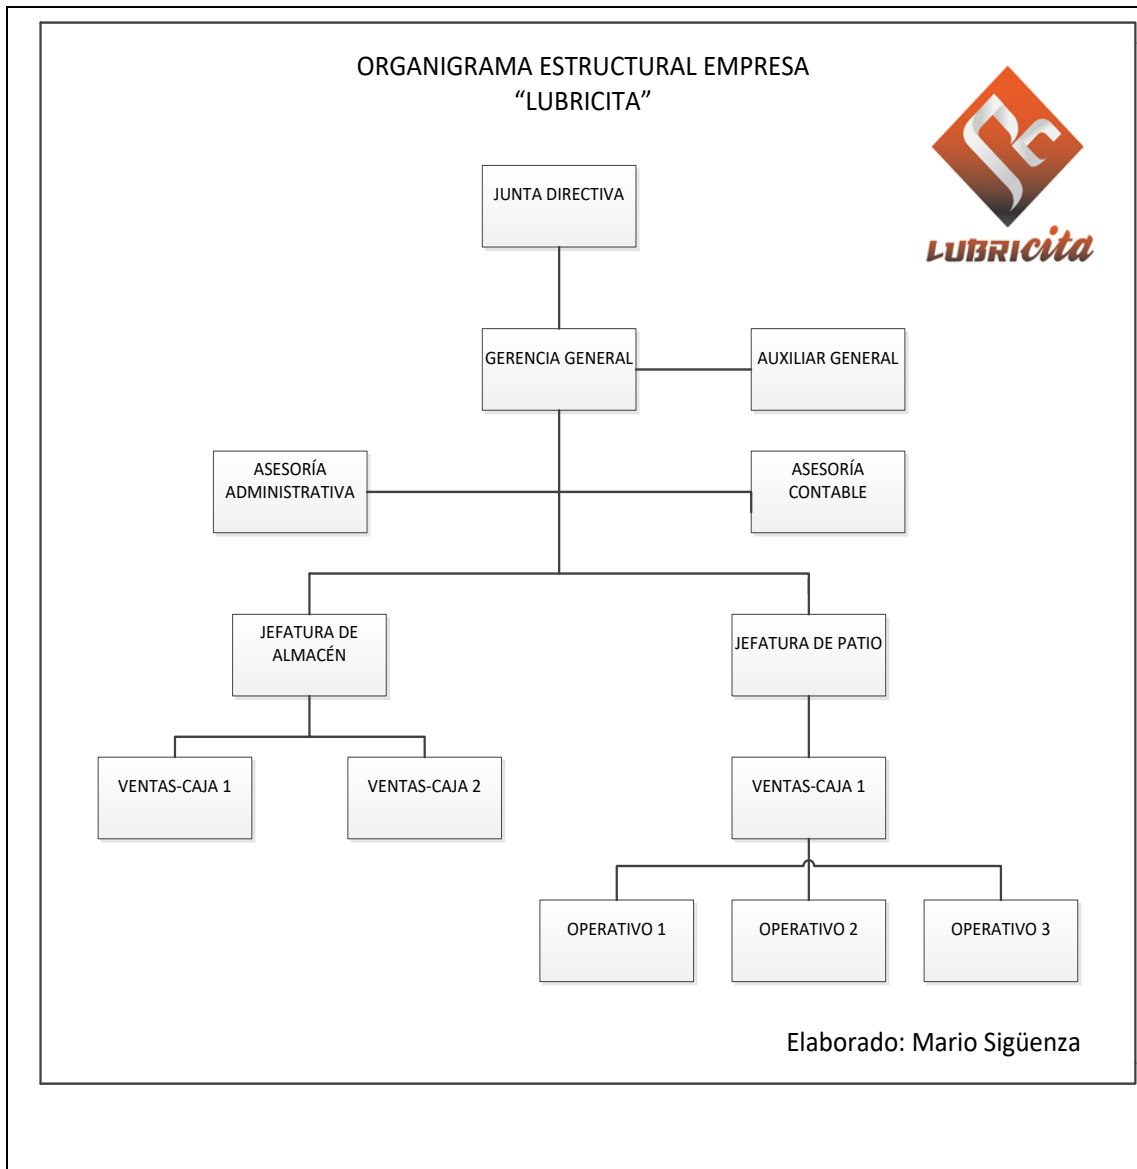 ORGANIGRAMA ESTRUCTURAL EMPRESA
“LUBRICITA”
LUBRICita
JUNTA DIRECTIVA
GERENCIA GENERAL
AUXILIAR GENERAL
ASESORÍA
ADMINISTRATIVA
ASESORÍA
CONTABLE
JEFATURA DE
ALMACÉN
JEFATURA DE PATIO
VENTAS-CAJA 1
VENTAS-CAJA 2
VENTAS-CAJA 1
OPERATIVO 1
OPERATIVO 2
OPERATIVO 3
Elaborado: Mario Sigüenza